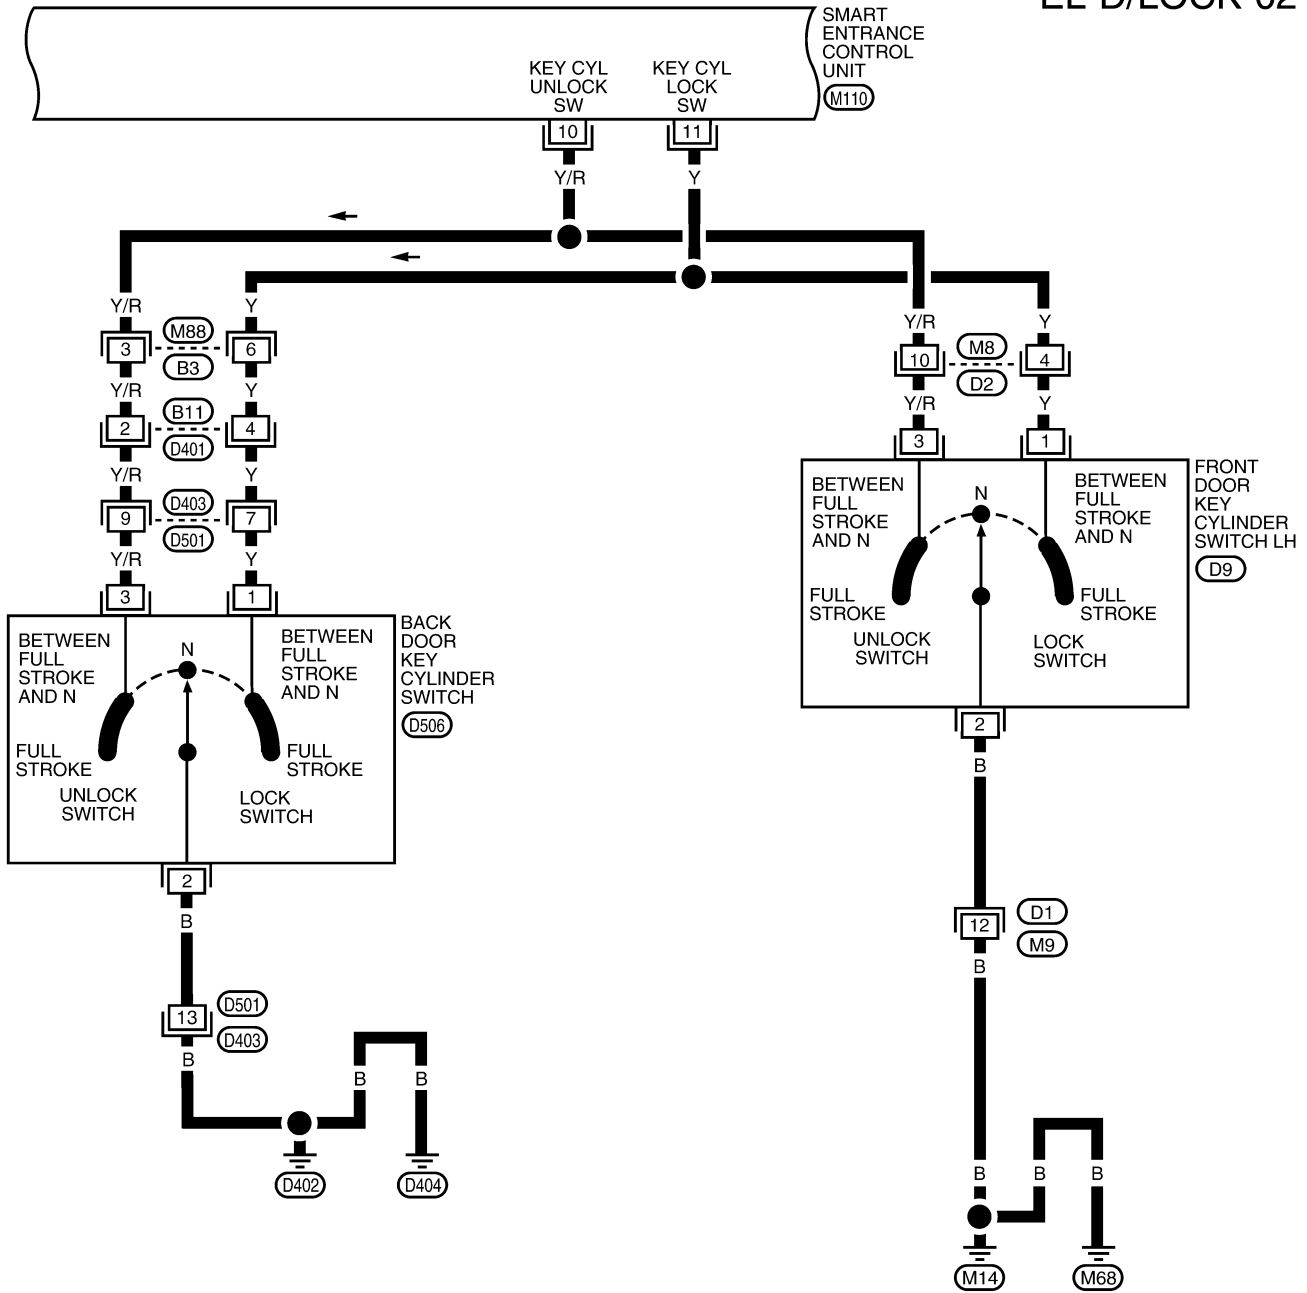 SMART
ENTRANCE
CONTROL
UNIT
M110
KEY CYL
UNLOCK
SW
KEY CYL
LOCK
SW
10
11
Y/R
Y
Y/R
Y
Y/R
Y
3
M88
B3
6
10
M8
D2
4
Y/R
Y
Y/R
Y
2
B11
D401
4
3
1
Y/R
Y
9
D403
D501
7
Y/R
Y
3
1
FRONT
DOOR
KEY
CYLINDER
SWITCH LH
D9
BETWEEN
FULL
STROKE
AND N
N
BETWEEN
FULL
STROKE
AND N
FULL
STROKE
FULL
STROKE
UNLOCK
SWITCH
LOCK
SWITCH
2
B
BACK
DOOR
KEY
CYLINDER
SWITCH
D506
BETWEEN
FULL
STROKE
AND N
N
BETWEEN
FULL
STROKE
AND N
FULL
STROKE
FULL
STROKE
UNLOCK
SWITCH
LOCK
SWITCH
2
B
12
D1
M9
B
13
D501
D403
B
B
B
D402
D404
B
B
B
M14
M68